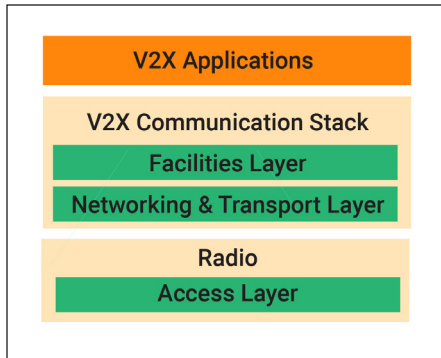 V2X Applications
V2X Communication Stack
Facilities Layer
Networking & Transport Layer
Radio
Access Layer